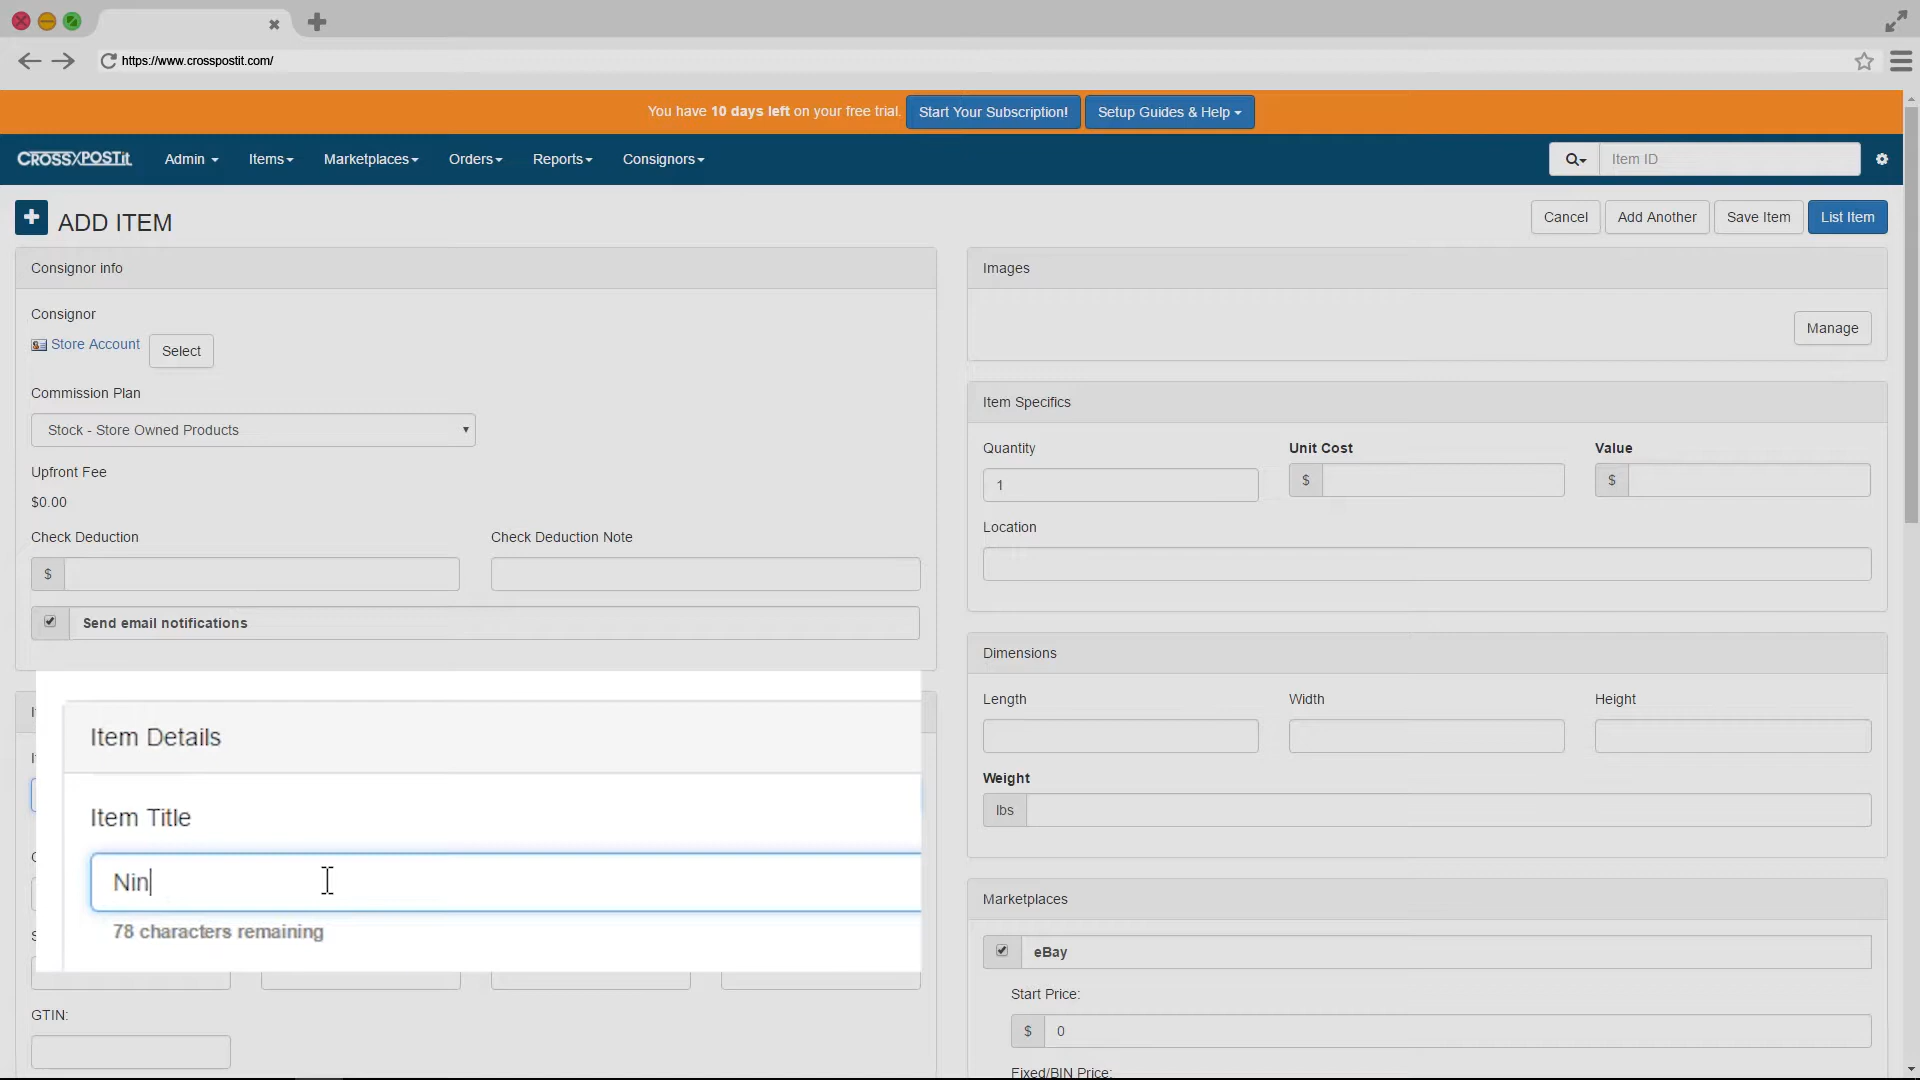 https://www.crosspostit.com/
You have 10 days left on your free trial. Start Your Subscription! Setup Guides & Help
CROSSXPOSTit Admin Items Marketplaces Orders Reports Consignors Item ID
ADD ITEM Cancel Add Another Save Item List Item
Consignor info
Consignor
Store Account Select
Commission Plan
Stock - Store Owned Products
Upfront Fee
$0.00
Check Deduction Check Deduction Note
$
Send email notifications
Item Details
Item Title
Nin
78 characters remaining
GTIN:
Images
Manage
Item Specifics
Quantity Unit Cost Value
1 $ $
Location
Dimensions
Length Width Height
Weight
lbs
Marketplaces
eBay
Start Price:
$ 0
Fixed/BIN Price: